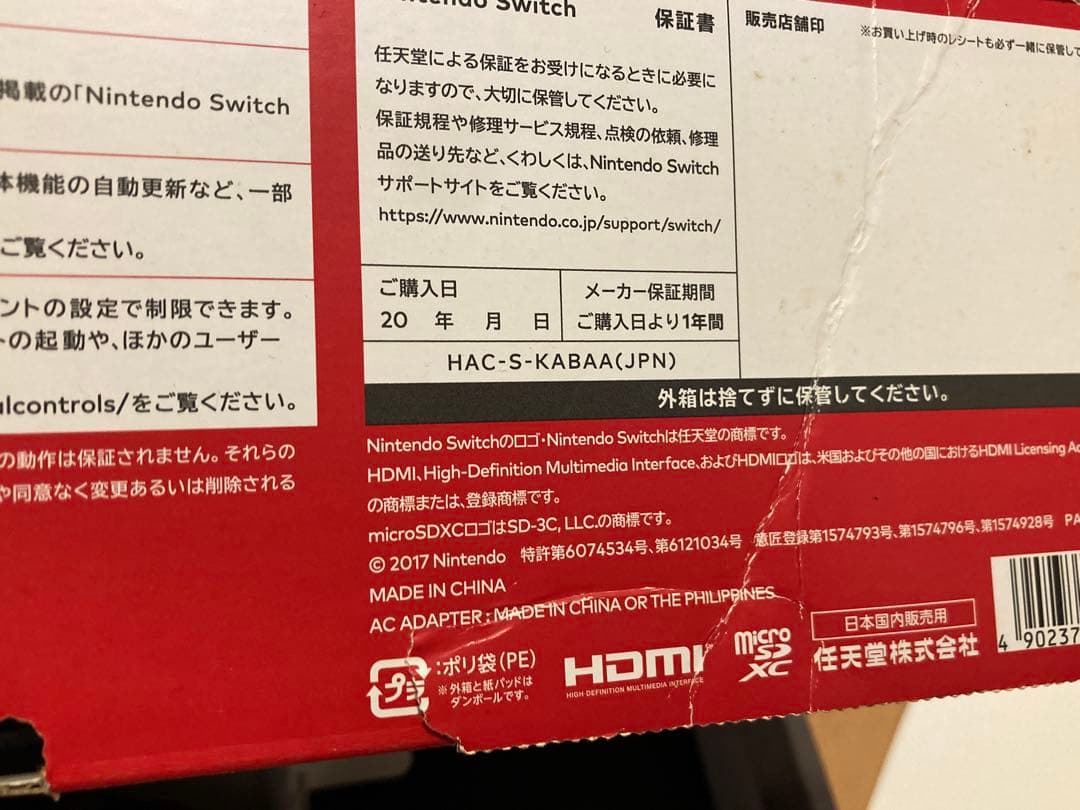 掲載の「Nintendo Switch
体機能の自動更新など、一部
ご覧ください。
ントの設定で制限できます。
の起動や、ほかのユーザー
lcontrols/をご覧ください。
の動作は保証されません。それらの
や同意なく変更あるいは削除される
Nintendo Switch 保証書
任天堂による保証をお受けになるときに必要に
なりますので、大切に保管してください。
保証規程や修理サービス規程、点検の依頼、修理
品の送り先など、くわしくは、Nintendo Switch
サポートサイトをご覧ください。
https://www.nintendo.co.jp/support/switch/
ご購入日
20 年 月 日
メーカー保証期間
ご購入日より1年間
HAC-S-KABAA(JPN)
販売店舗印 ※お買い上げ時のレシートも必ず一緒に保管して
外箱は捨てずに保管してください。
Nintendo Switchのロゴ・Nintendo Switchは任天堂の商標です。
HDMI、High-Definition Multimedia Interface、およびHDMIロゴは、米国およびその他の国におけるHDMI Licensing Ad
の商標または、登録商標です。
microSDXCロゴはSD-3C, LLC.の商標です。
© 2017 Nintendo 特許第6074534号、第6121034号 意匠登録第1574793号、第1574796号、第1574928号 PA
MADE IN CHINA
AC ADAPTER : MADE IN CHINA OR THE PHILIPPINES
プラ
:ポリ袋(PE)
※外箱と紙パッドは
ダンボールです。
HDMI
HIGH-DEFINITION MULTIMEDIA INTERFACE
micro
SD
XC
日本国内販売用
任天堂株式会社
4 90237